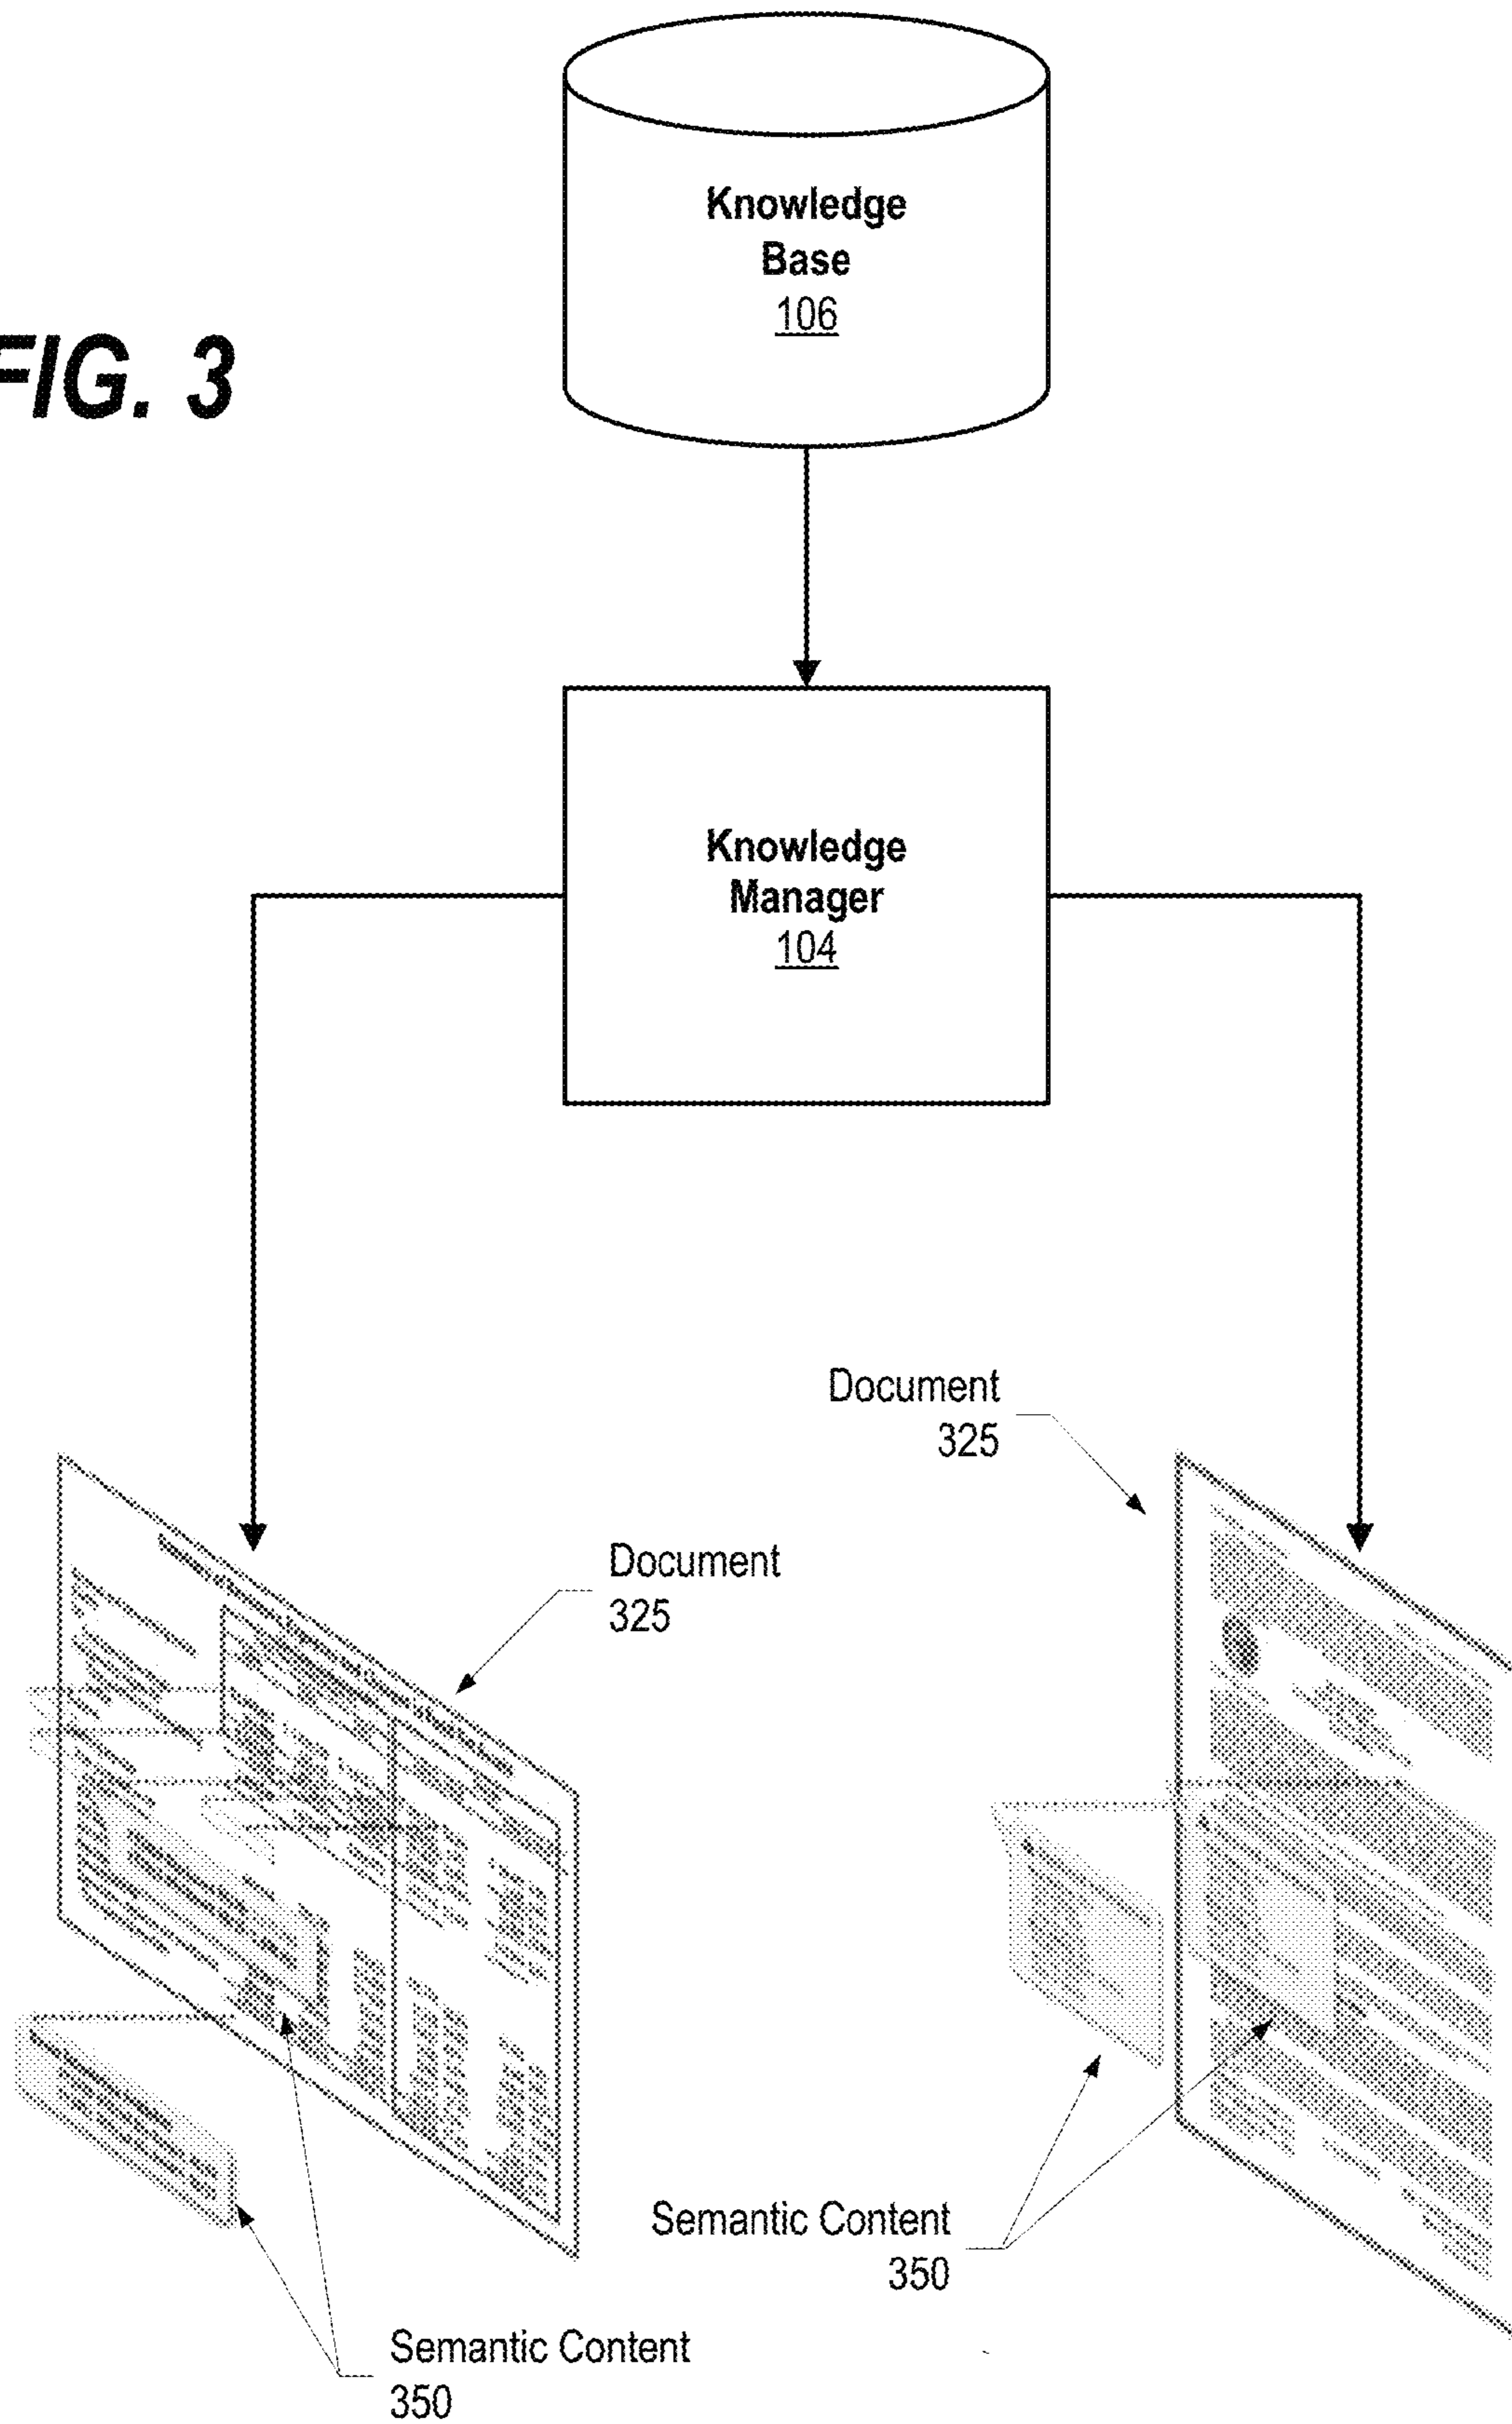 Knowledge
Base
106
FIG. 3
Knowledge
Manager
104
Document
325
Document
325
Semantic Content
350
Semantic Content
350